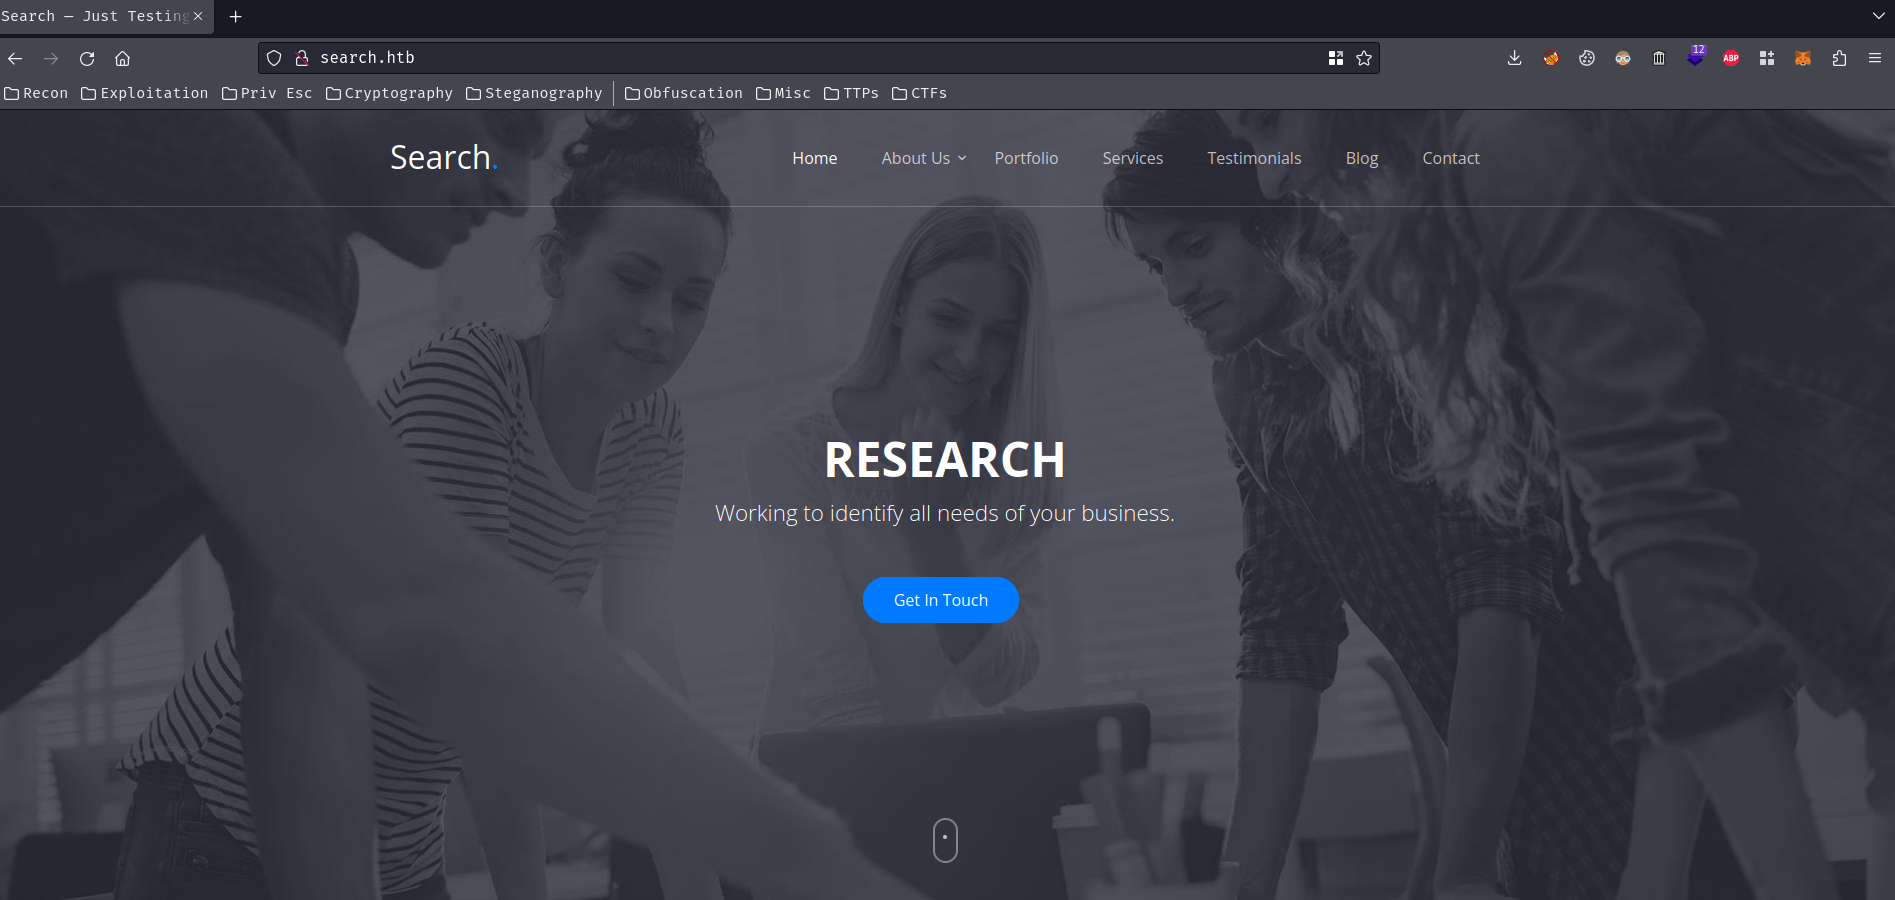 Search — Just Testing
search.htb
12
ABP
Recon Exploitation Priv Esc Cryptography Steganography Obfuscation Misc TTPs CTFs
Search.
Home About Us Portfolio Services Testimonials Blog Contact
RESEARCH
Working to identify all needs of your business.
Get In Touch